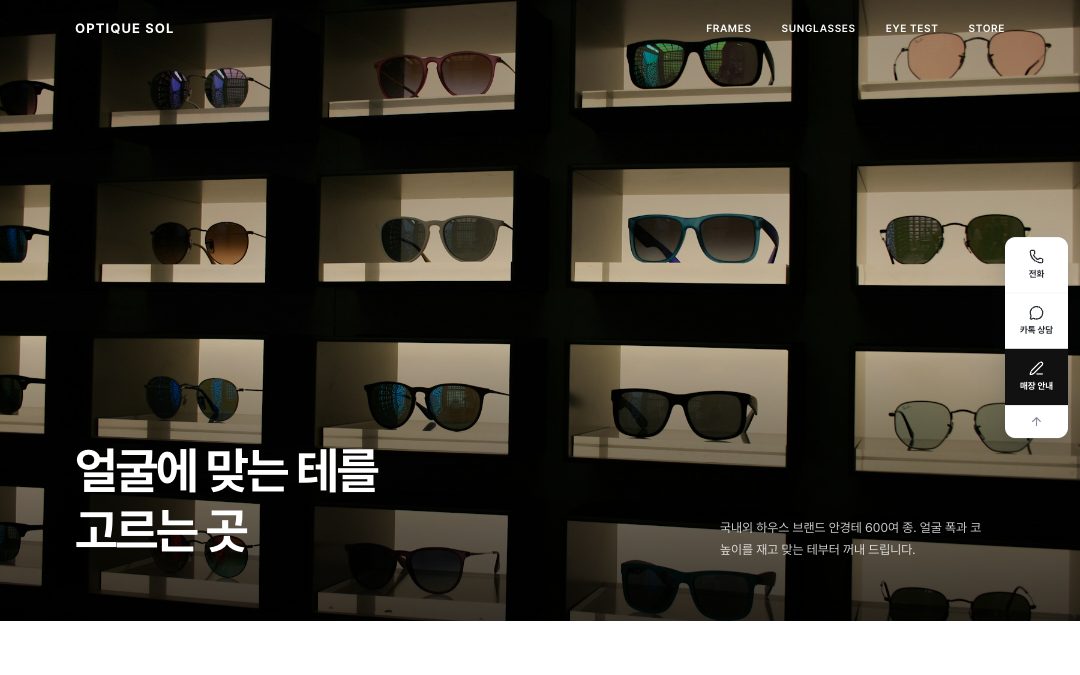 OPTIQUE SOL
FRAMES SUNGLASSES EYE TEST STORE
전화
카톡 상담
매장 안내
얼굴에 맞는 테를
고르는 곳
국내외 하우스 브랜드 안경테 600여 종. 얼굴 폭과 코
높이를 재고 맞는 테부터 꺼내 드립니다.